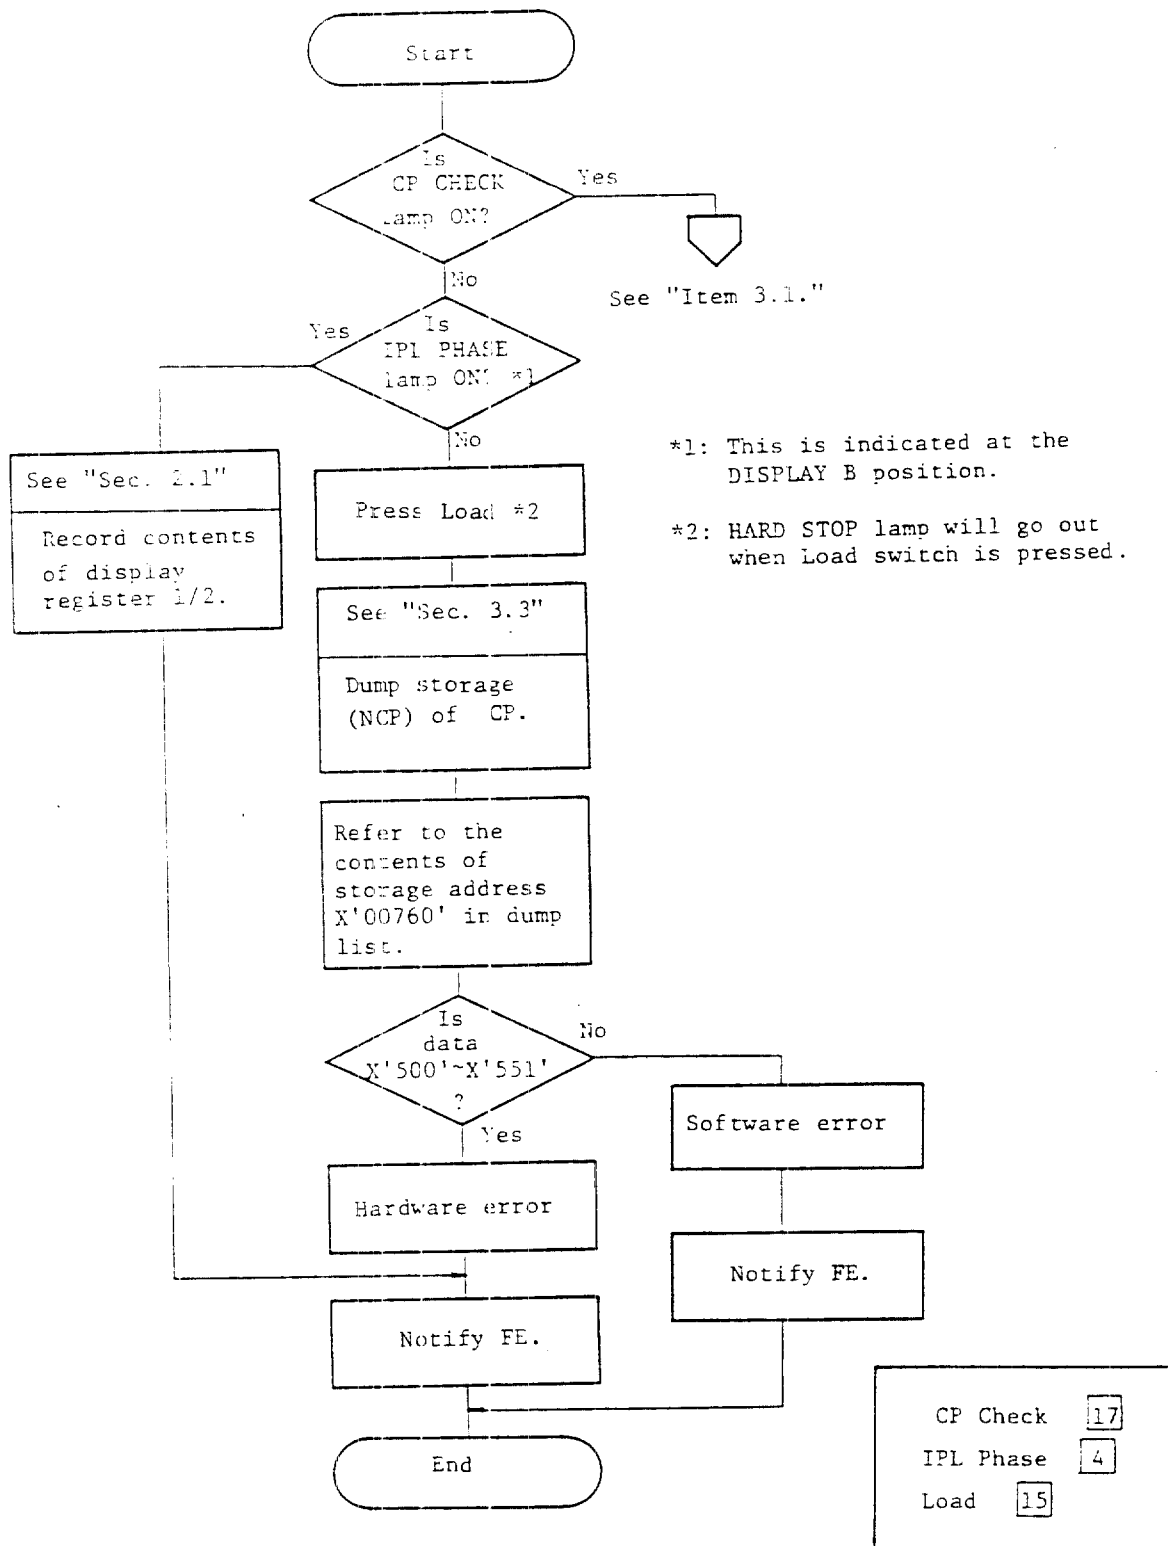 Start
Is
CP CHECK
lamp ON?
Yes
No
See "Item 3.1."
Yes
Is
IPL PHASE
lamp ON? *1
No
See "Sec. 2.1"
Record contents
of display
register 1/2.
Press Load *2
*1: This is indicated at the
DISPLAY B position.
*2: HARD STOP lamp will go out
when Load switch is pressed.
See "Sec. 3.3"
Dump storage
(NCP) of CP.
Refer to the
contents of
storage address
X'00760' in dump
list.
Is
data
X'500'~X'551'
?
No
Yes
Software error
Hardware error
Notify FE.
Notify FE.
End
CP Check 17
IPL Phase 4
Load 15